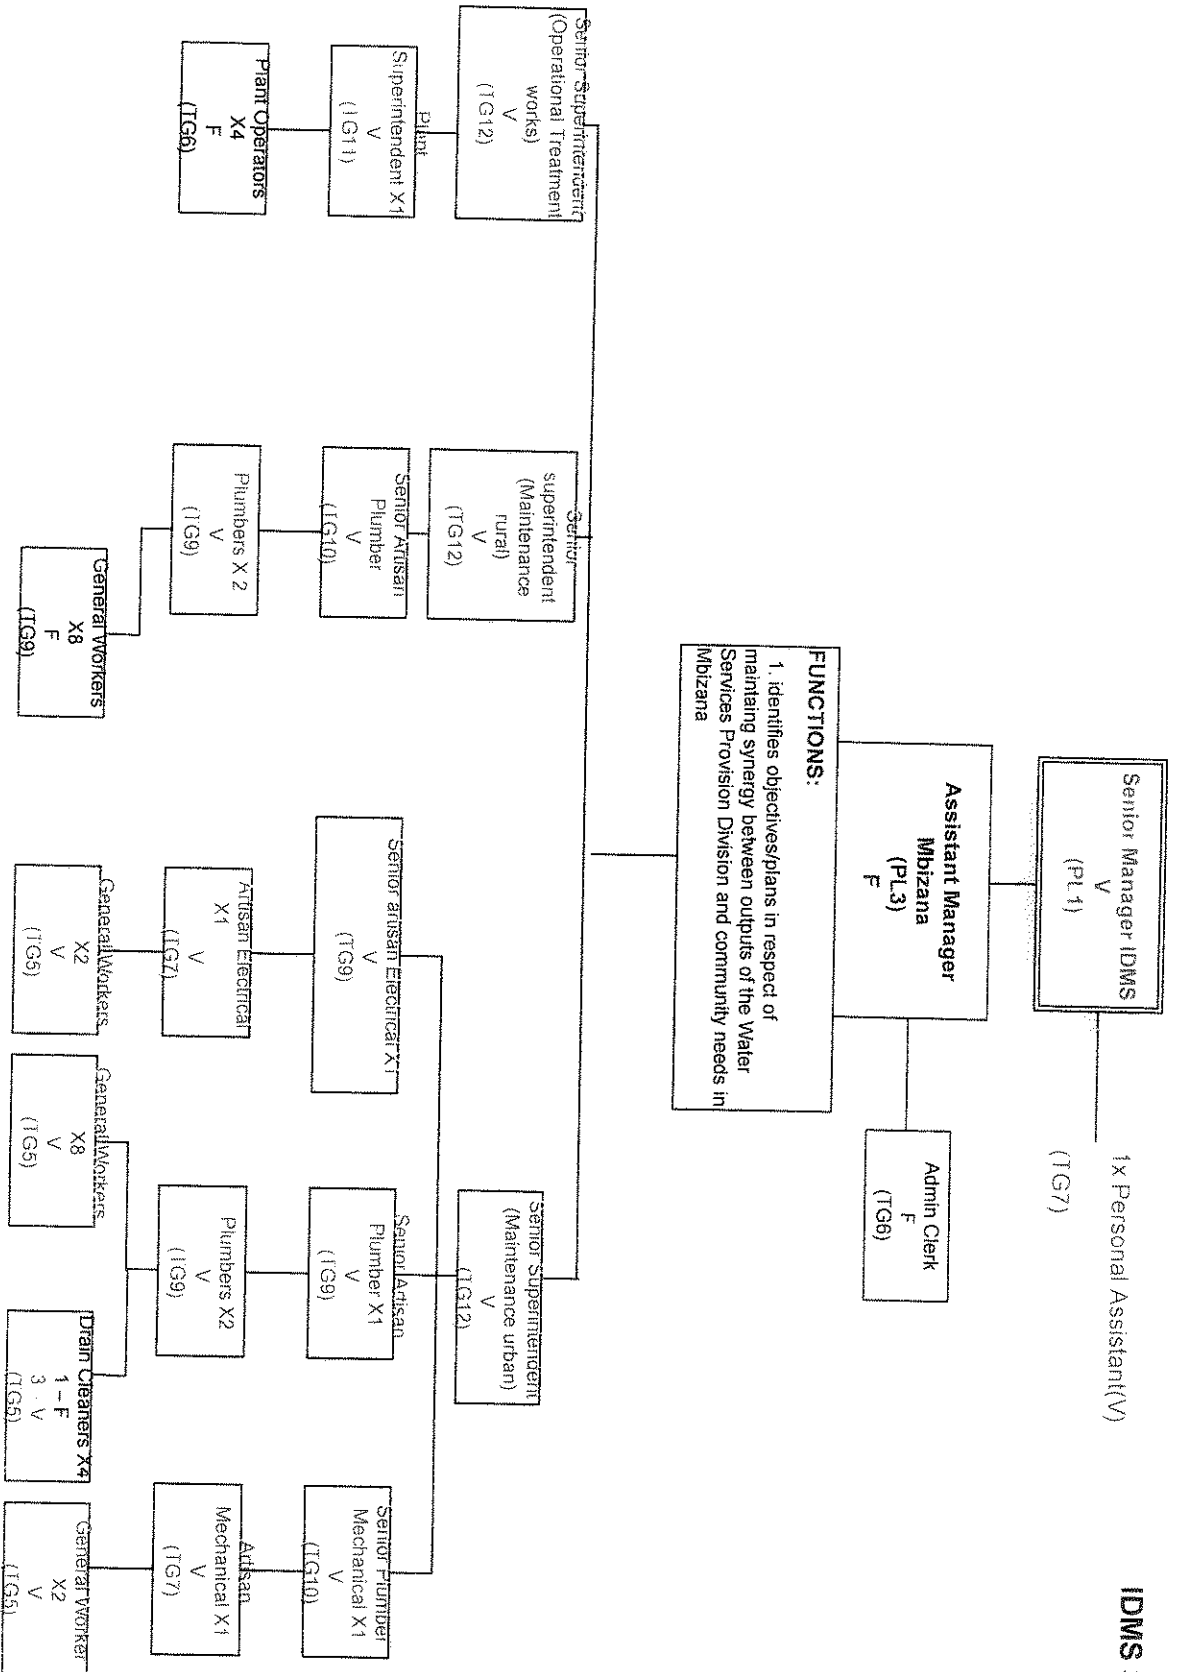 IDMS
Senior Manager IDMS
V
(PL1)
1x Personal Assistant(V)
(TG7)
Assistant Manager
Mbizana
(PL3)
F
Admin Clerk
F
(TG6)
FUNCTIONS:
1. identifies objectives/plans in respect of
maintaing synergy between outputs of the Water
Services Provision Division and community needs in
Mbizana
Senior Superintendent
(Operational Treatment
works)
V
(TG12)
Plant
Superintendent X1
V
(TG11)
Plant Operators
X4
F
(TG6)
Senior
superintendent
(Maintenance
rural)
V
(TG12)
Senior Artisan
Plumber
V
(TG10)
Plumbers X 2
V
(TG9)
General Workers
X8
F
(TG9)
Senior Superintendent
(Maintenance urban)
V
(TG12)
Senior artisan Electrical X1
V
(TG9)
Artisan Electrical
X1
V
(TG7)
General Workers
X2
V
(TG5)
Senior Artisan
Plumber X1
V
(TG9)
Plumbers X2
V
(TG9)
General Workers
X8
V
(TG5)
Drain Cleaners X4
1 – F
3 - V
(TG5)
Senior Plumber
Mechanical X1
V
(TG10)
Artisan
Mechanical X1
V
(TG7)
General Worker
X2
V
(TG5)